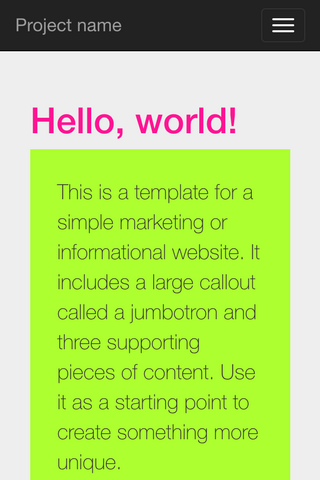 Project name
Hello, world!
This is a template for a
simple marketing or
informational website. It
includes a large callout
called a jumbotron and
three supporting
pieces of content. Use
it as a starting point to
create something more
unique.